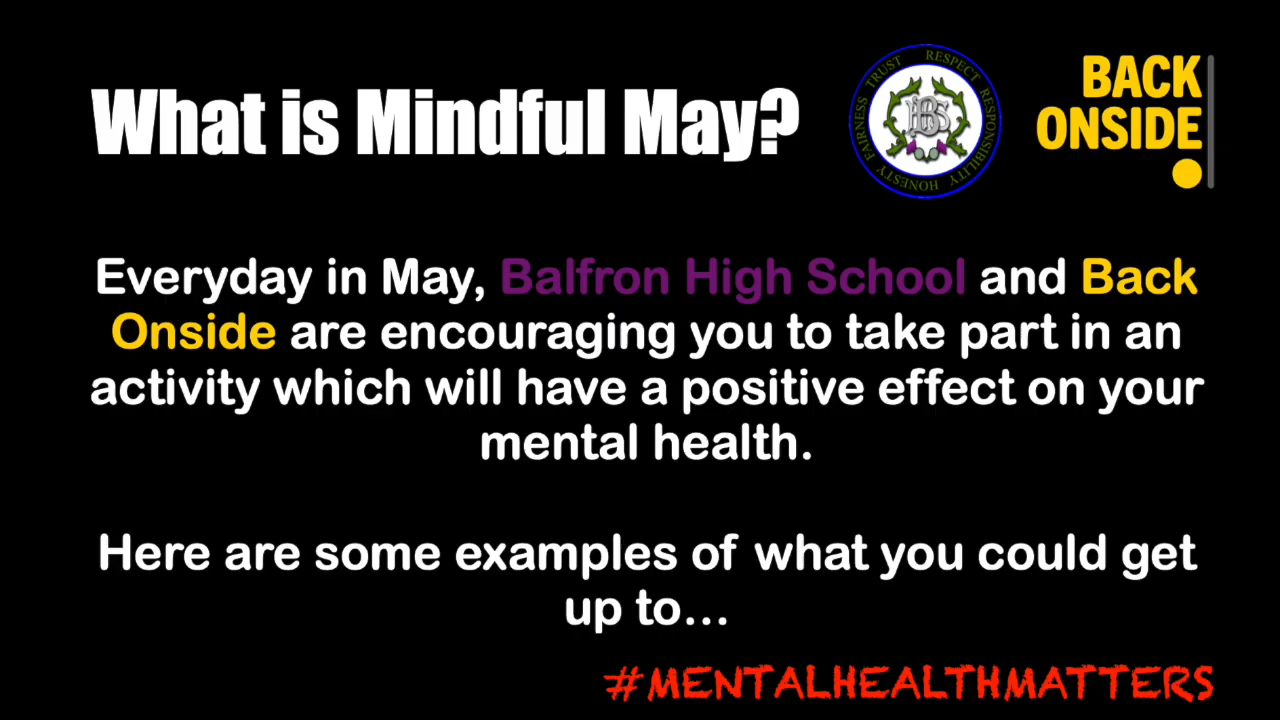 What is Mindful May?
TRUST RESPECT RESPONSIBILITY HONESTY FAIRNESS
BHS
BACK
ONSIDE
Everyday in May, Balfron High School and Back
Onside are encouraging you to take part in an
activity which will have a positive effect on your
mental health.
Here are some examples of what you could get
up to...
#MENTALHEALTHMATTERS